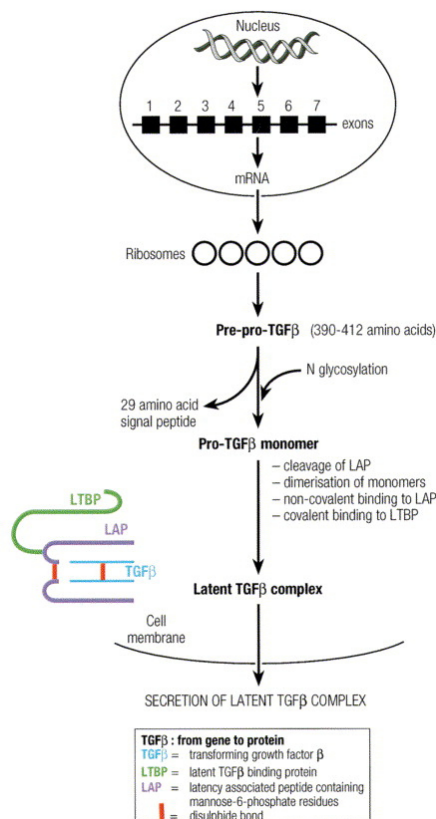 Nucleus
1 2 3 4 5 6 7
exons
mRNA
Ribosomes
Pre-pro-TGFβ (390-412 amino acids)
N glycosylation
29 amino acid
signal peptide
Pro-TGFβ monomer
– cleavage of LAP
– dimerisation of monomers
– non-covalent binding to LAP
– covalent binding to LTBP
LTBP
LAP
TGFβ
Latent TGFβ complex
Cell
membrane
SECRETION OF LATENT TGFβ COMPLEX
TGFβ : from gene to protein
TGFβ = transforming growth factor β
LTBP = latent TGFβ binding protein
LAP = latency associated peptide containing
mannose-6-phosphate residues
= disulphide bond